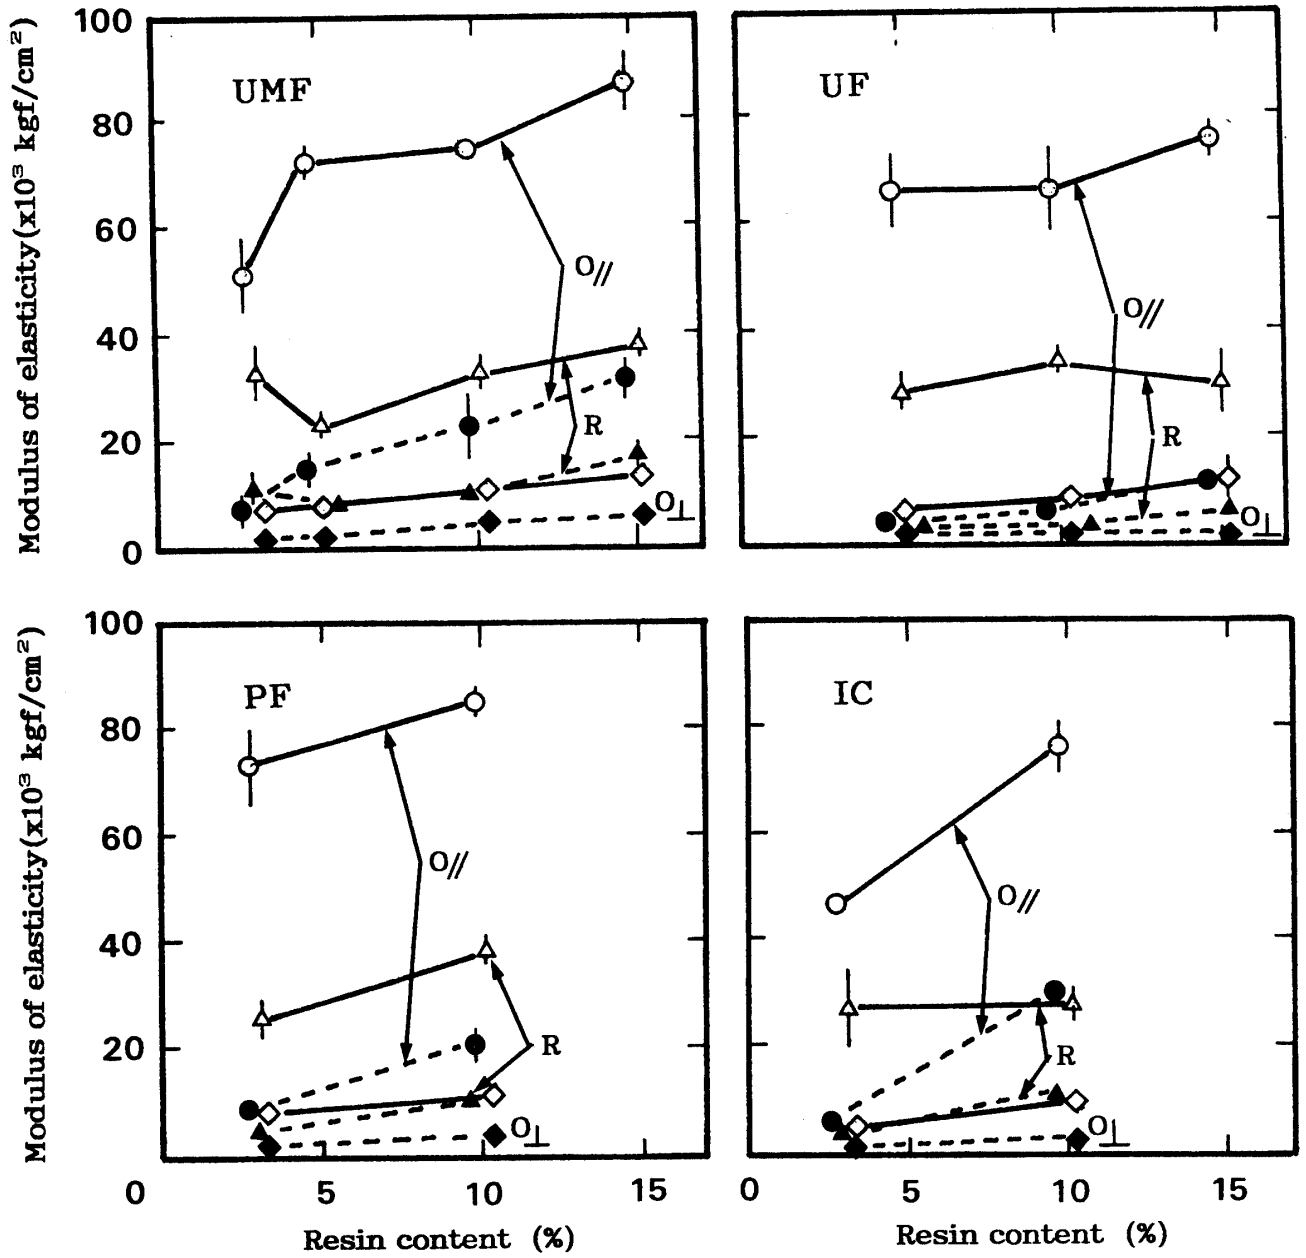 Modulus of elasticity(x10³ kgf/cm²)
100
80
60
40
20
0
UMF
O//
R
O⊥
UF
O//
R
O⊥
Modulus of elasticity(x10³ kgf/cm²)
100
80
60
40
20
0
PF
O//
R
O⊥
5
10
15
Resin content (%)
IC
O//
R
O⊥
0
5
10
15
Resin content (%)